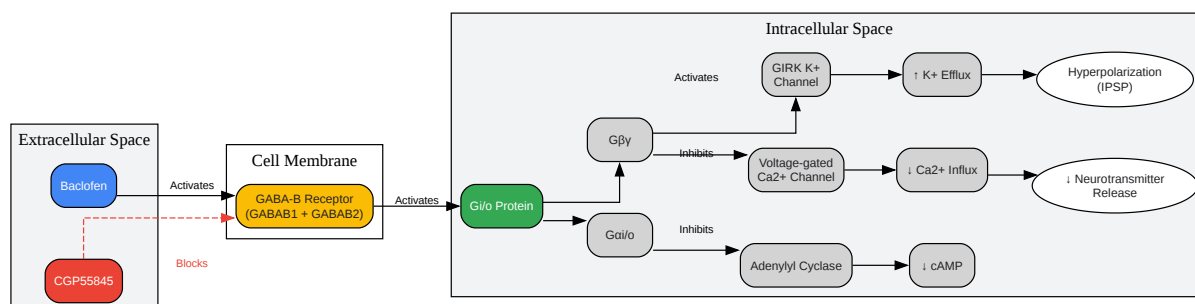 Intracellular Space
GIRK K+
Channel
Activates
↑ K+ Efflux
Hyperpolarization
(IPSP)
Extracellular Space
Gβγ
Cell Membrane
Inhibits
Voltage-gated
Ca2+ Channel
↓ Ca2+ Influx
↓ Neurotransmitter
Release
Baclofen
Activates
GABA-B Receptor
(GABAB1 + GABAB2)
Activates
Gi/o Protein
Gαi/o
Inhibits
Blocks
Adenylyl Cyclase
↓ cAMP
CGP55845